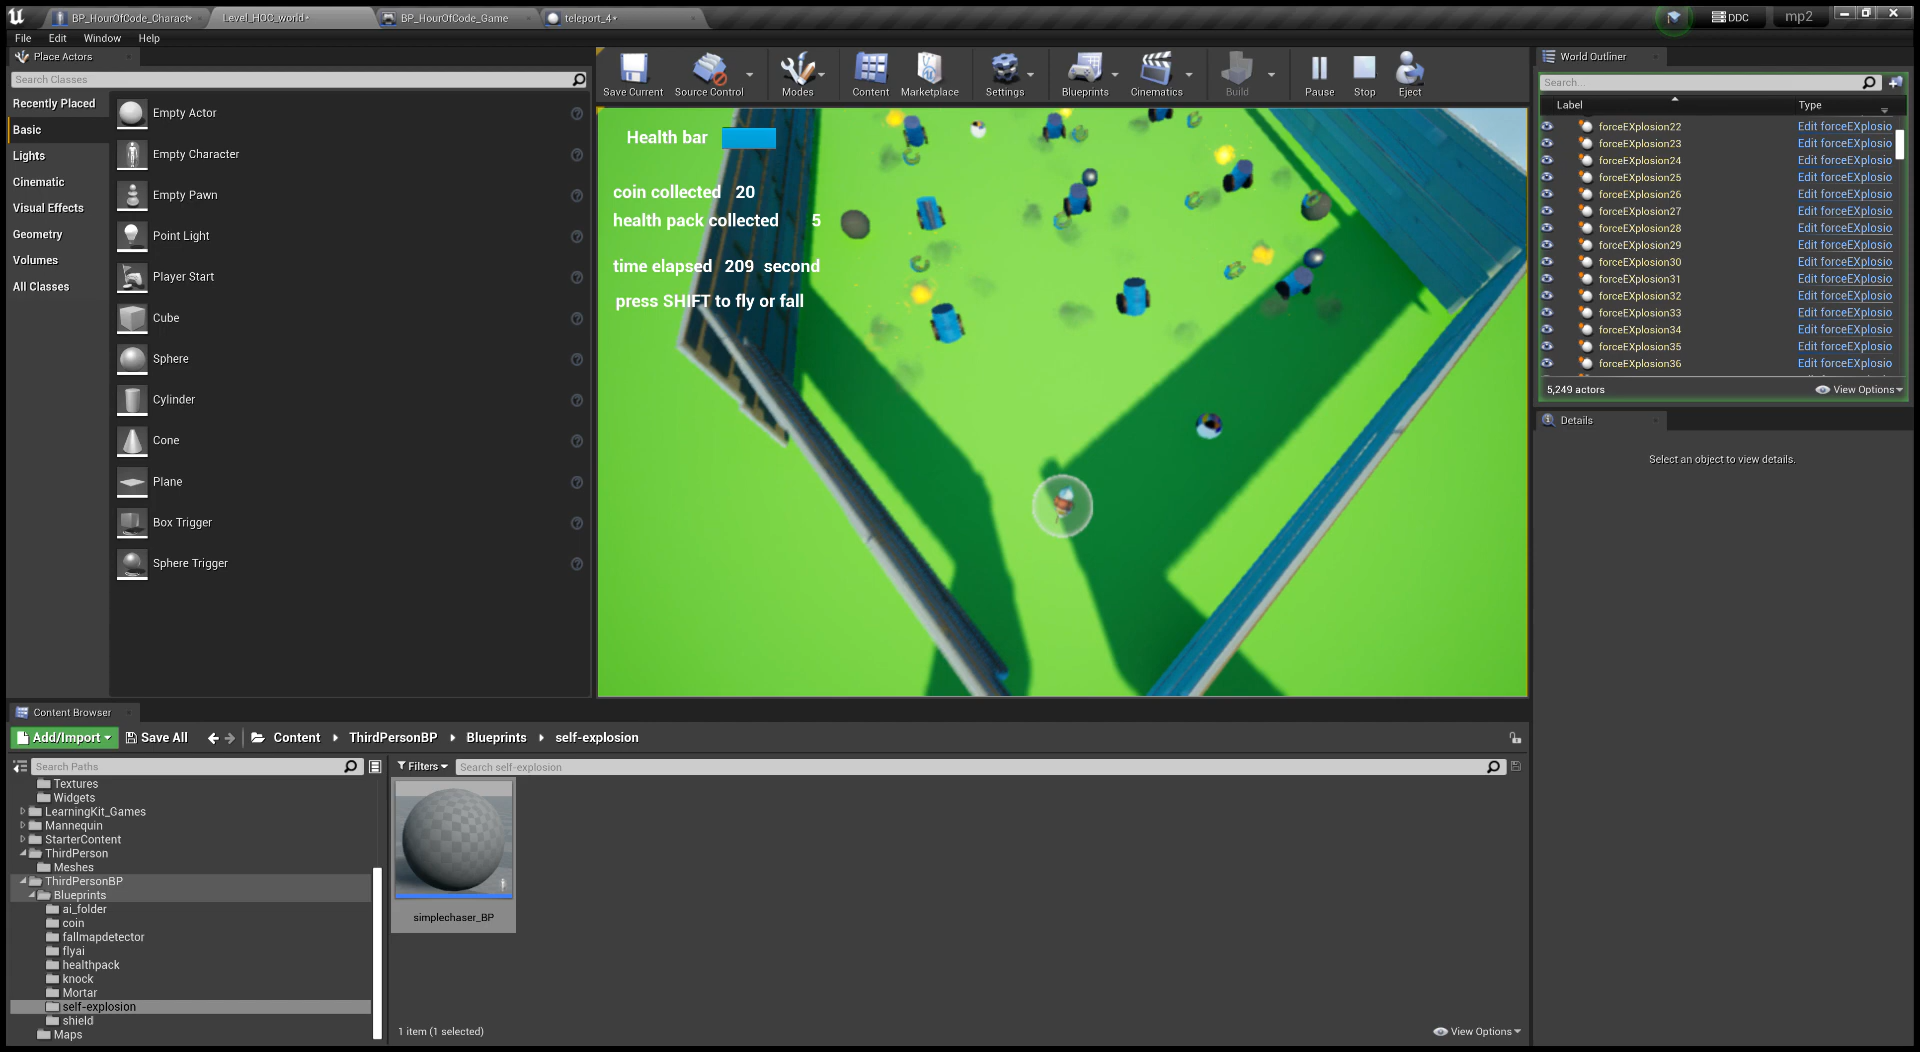 BP_HourOfCode_Charact•
Level_HOC_world•
BP_HourOfCode_Game
teleport_4•
DDC
mp2
File
Edit
Window
Help
Place Actors
Search Classes
Recently Placed
Basic
Lights
Cinematic
Visual Effects
Geometry
Volumes
All Classes
Empty Actor
Empty Character
Empty Pawn
Point Light
Player Start
Cube
Sphere
Cylinder
Cone
Plane
Box Trigger
Sphere Trigger
Save Current
Source Control
Modes
Content
Marketplace
Settings
Blueprints
Cinematics
Build
Pause
Stop
Eject
Health bar
coin collected 20
health pack collected 5
time elapsed 209 second
press SHIFT to fly or fall
World Outliner
Search...
Label
Type
forceEXplosion22 Edit forceEXplosio
forceEXplosion23 Edit forceEXplosio
forceEXplosion24 Edit forceEXplosio
forceEXplosion25 Edit forceEXplosio
forceEXplosion26 Edit forceEXplosio
forceEXplosion27 Edit forceEXplosio
forceEXplosion28 Edit forceEXplosio
forceEXplosion29 Edit forceEXplosio
forceEXplosion30 Edit forceEXplosio
forceEXplosion31 Edit forceEXplosio
forceEXplosion32 Edit forceEXplosio
forceEXplosion33 Edit forceEXplosio
forceEXplosion34 Edit forceEXplosio
forceEXplosion35 Edit forceEXplosio
forceEXplosion36 Edit forceEXplosio
5,249 actors
View Options
Details
Select an object to view details.
Content Browser
Add/Import
Save All
Content
ThirdPersonBP
Blueprints
self-explosion
Search Paths
Filters
Search self-explosion
Textures
Widgets
LearningKit_Games
Mannequin
StarterContent
ThirdPerson
Meshes
ThirdPersonBP
Blueprints
ai_folder
coin
fallmapdetector
flyai
healthpack
knock
Mortar
self-explosion
shield
Maps
simplechaser_BP
1 item (1 selected)
View Options